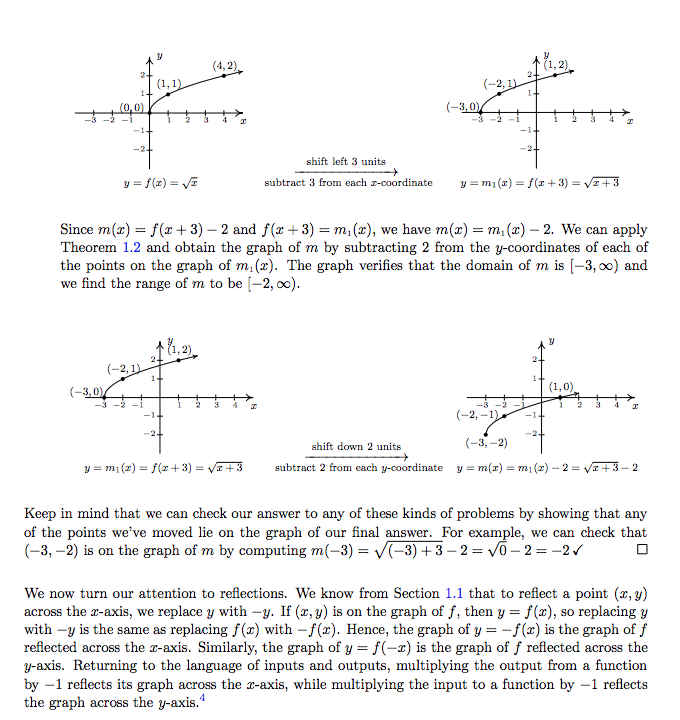 y
(4, 2)
2
(1, 1)
1
(0, 0)
−3 −2 −1 1 2 3 4 x
−1
−2
y = f(x) = √x
shift left 3 units
subtract 3 from each x-coordinate
y
(1, 2)
2
(−2, 1)
1
(−3, 0)
−3 −2 −1 1 2 3 4 x
−1
−2
y = m₁(x) = f(x + 3) = √(x + 3)
Since m(x) = f(x + 3) − 2 and f(x + 3) = m₁(x), we have m(x) = m₁(x) − 2. We can apply
Theorem 1.2 and obtain the graph of m by subtracting 2 from the y-coordinates of each of
the points on the graph of m₁(x). The graph verifies that the domain of m is [−3, ∞) and
we find the range of m to be [−2, ∞).
y
(1, 2)
2
(−2, 1)
1
(−3, 0)
−3 −2 −1 1 2 3 4 x
−1
−2
y = m₁(x) = f(x + 3) = √(x + 3)
shift down 2 units
subtract 2 from each y-coordinate
y
2
1
(1, 0)
−3 −2 −1 1 2 3 4 x
(−2, −1)
−1
(−3, −2)
−2
y = m(x) = m₁(x) − 2 = √(x + 3) − 2
Keep in mind that we can check our answer to any of these kinds of problems by showing that any
of the points we've moved lie on the graph of our final answer. For example, we can check that
(−3, −2) is on the graph of m by computing m(−3) = √((−3) + 3) − 2 = √0 − 2 = −2 ✓ □
We now turn our attention to reflections. We know from Section 1.1 that to reflect a point (x, y)
across the x-axis, we replace y with −y. If (x, y) is on the graph of f, then y = f(x), so replacing y
with −y is the same as replacing f(x) with −f(x). Hence, the graph of y = −f(x) is the graph of f
reflected across the x-axis. Similarly, the graph of y = f(−x) is the graph of f reflected across the
y-axis. Returning to the language of inputs and outputs, multiplying the output from a function
by −1 reflects its graph across the x-axis, while multiplying the input to a function by −1 reflects
the graph across the y-axis.⁴